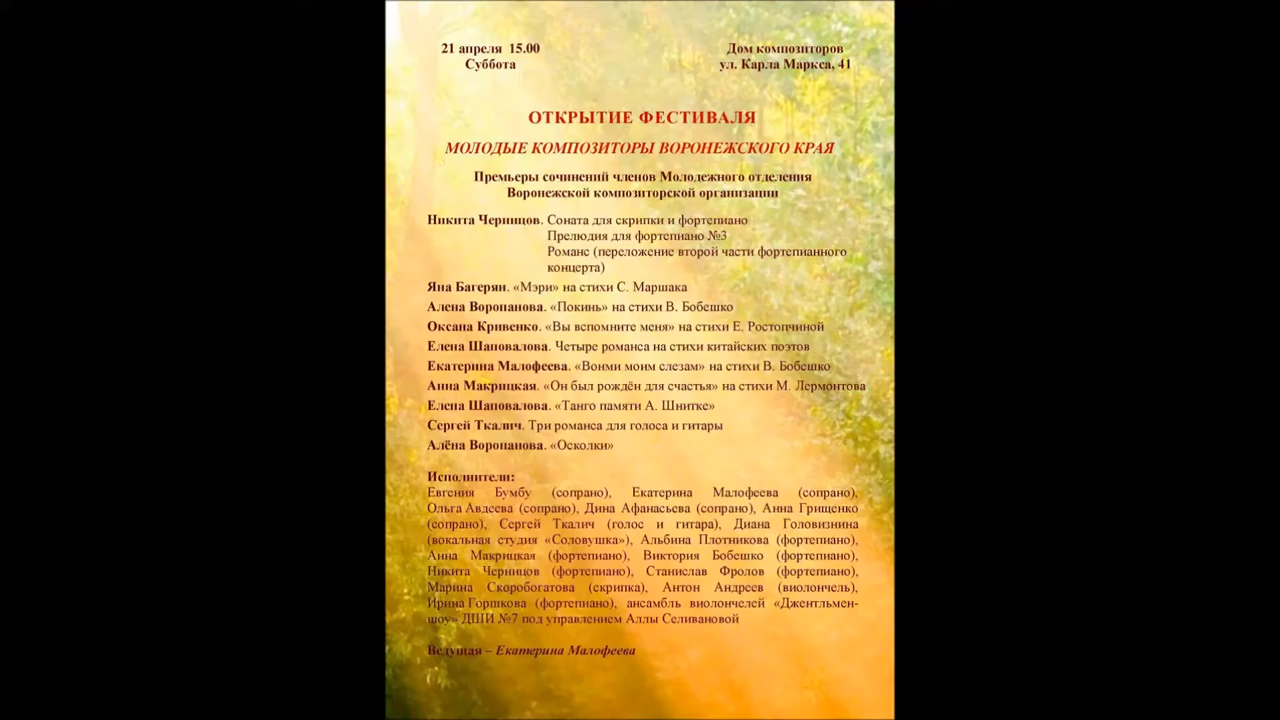 21 апреля 15.00
Суббота
Дом композиторов
ул. Карла Маркса, 41
ОТКРЫТИЕ ФЕСТИВАЛЯ
МОЛОДЫЕ КОМПОЗИТОРЫ ВОРОНЕЖСКОГО КРАЯ
Премьеры сочинений членов Молодежного отделения
Воронежской композиторской организации
Никита Черницов. Соната для скрипки и фортепиано
Прелюдия для фортепиано №3
Романс (переложение второй части фортепианного
концерта)
Яна Багерян. «Мэри» на стихи С. Маршака
Алена Воропанова. «Покинь» на стихи В. Бобешко
Оксана Кривенко. «Вы вспомните меня» на стихи Е. Ростопчиной
Елена Шаповалова. Четыре романса на стихи китайских поэтов
Екатерина Малофеева. «Вонми моим слезам» на стихи В. Бобешко
Анна Макрицкая. «Он был рождён для счастья» на стихи М. Лермонтова
Елена Шаповалова. «Танго памяти А. Шнитке»
Сергей Ткалич. Три романса для голоса и гитары
Алёна Воропанова. «Осколки»
Исполнители:
Евгения Бумбу (сопрано), Екатерина Малофеева (сопрано),
Ольга Авдеева (сопрано), Дина Афанасьева (сопрано), Анна Грищенко
(сопрано), Сергей Ткалич (голос и гитара), Диана Головизнина
(вокальная студия «Соловушка»), Альбина Плотникова (фортепиано),
Анна Макрицкая (фортепиано), Виктория Бобешко (фортепиано),
Никита Черницов (фортепиано), Станислав Фролов (фортепиано),
Марина Скоробогатова (скрипка), Антон Андреев (виолончель),
Ирина Горшкова (фортепиано), ансамбль виолончелей «Джентльмен-
шоу» ДШИ №7 под управлением Аллы Селивановой
Ведущая – Екатерина Малофеева